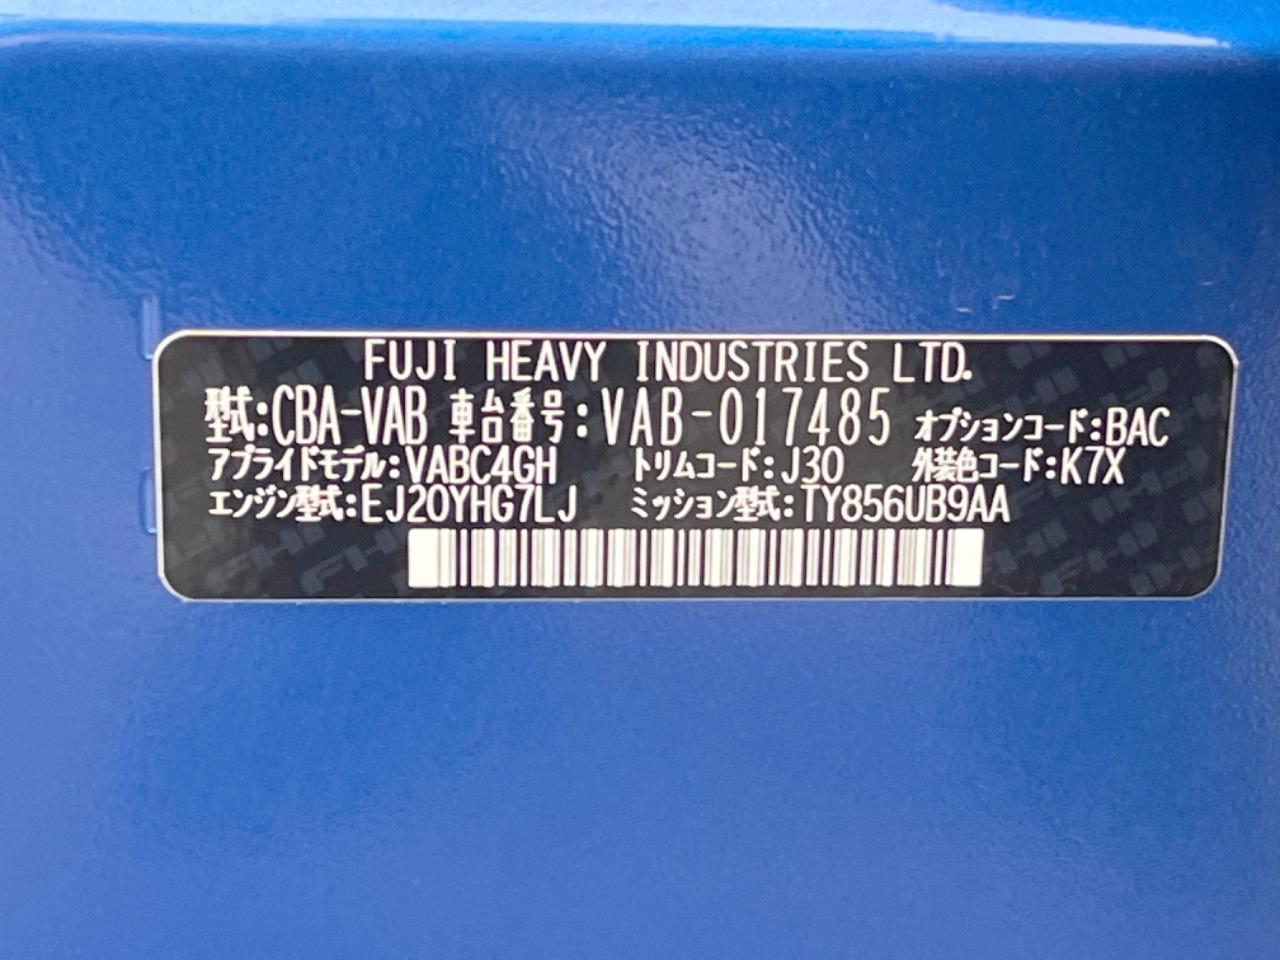 FUJI HEAVY INDUSTRIES LTD.
型式:CBA-VAB 車台番号:VAB-017485 オプションコード:BAC
アプライドモデル:VABC4GH トリムコード:J30 外装色コード:K7X
エンジン型式:EJ20YHG7LJ ミッション型式:TY856UB9AA